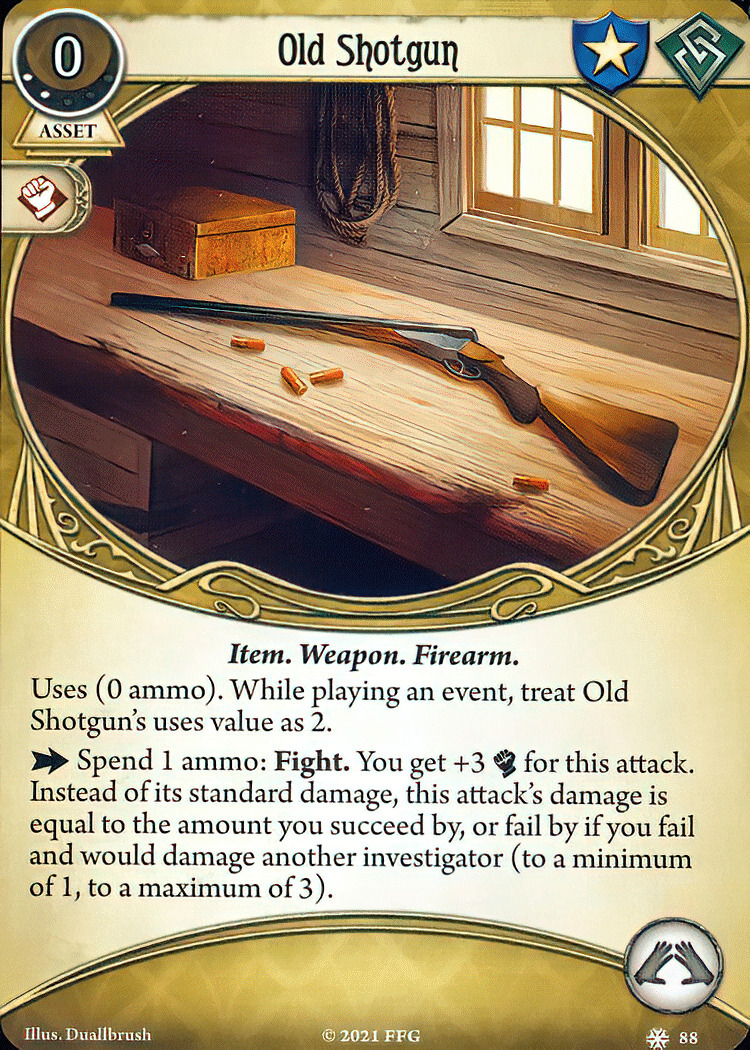 0
Old Shotgun
ASSET
Item. Weapon. Firearm.
Uses (0 ammo). While playing an event, treat Old
Shotgun's uses value as 2.
Spend 1 ammo: Fight. You get +3 for this attack.
Instead of its standard damage, this attack's damage is
equal to the amount you succeed by, or fail by if you fail
and would damage another investigator (to a minimum
of 1, to a maximum of 3).
Illus. Duallbrush
© 2021 FFG
88